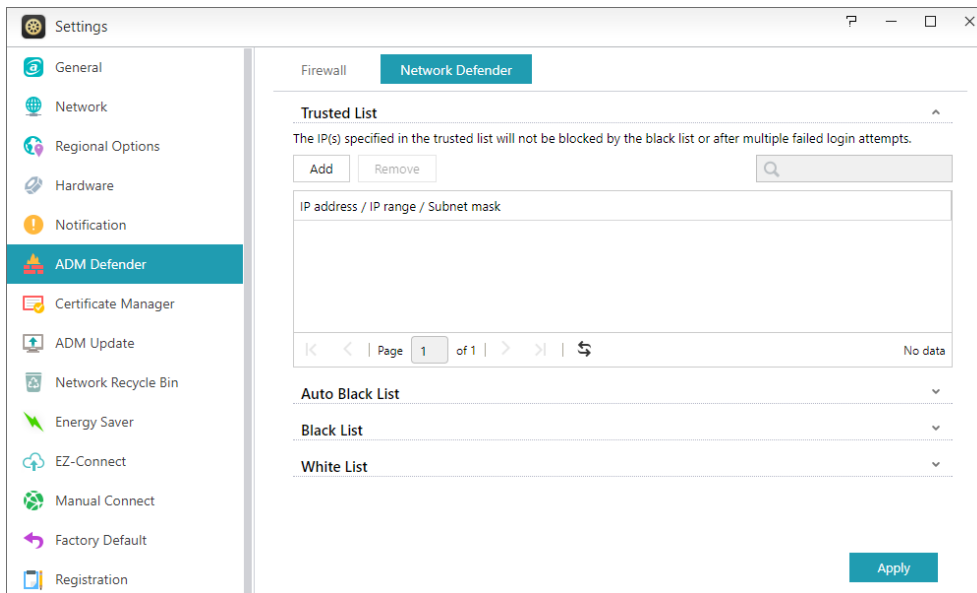 Settings
General
Network
Regional Options
Hardware
Notification
ADM Defender
Certificate Manager
ADM Update
Network Recycle Bin
Energy Saver
EZ-Connect
Manual Connect
Factory Default
Registration
Firewall
Network Defender
Trusted List
The IP(s) specified in the trusted list will not be blocked by the black list or after multiple failed login attempts.
Add
Remove
IP address / IP range / Subnet mask
Page 1 of 1
No data
Auto Black List
Black List
White List
Apply